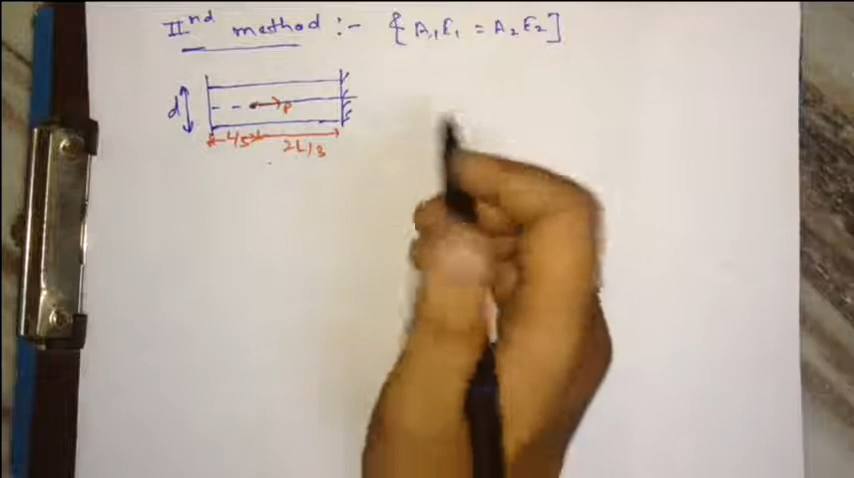 IInd method :- { A₁E₁ = A₂E₂ ]
d
P
L/3 2L/3